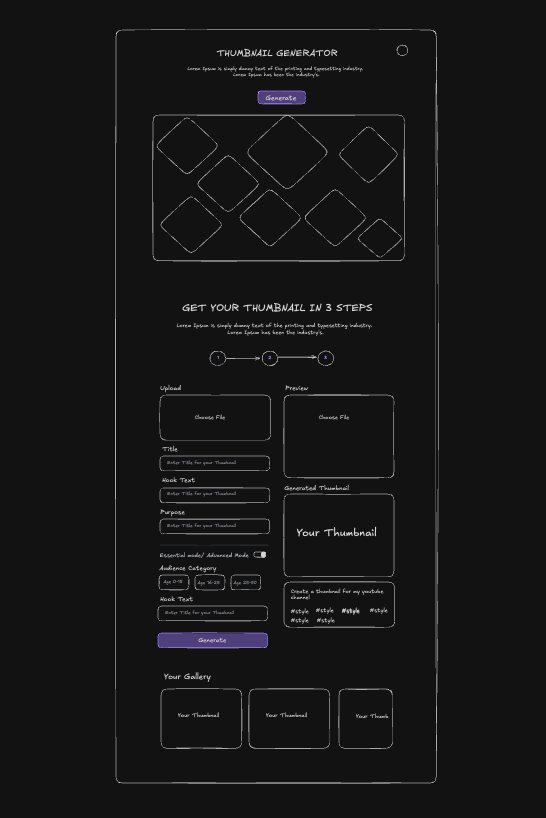 THUMBNAIL GENERATOR
Lorem Ipsum is simply dummy text of the printing and typesetting industry.
Lorem Ipsum has been the industry's.
Generate
GET YOUR THUMBNAIL IN 3 STEPS
Lorem Ipsum is simply dummy text of the printing and typesetting industry.
Lorem Ipsum has been the industry's.
1 2 3
Upload
Choose File
Title
Enter Title for your Thumbnail
Hook Text
Enter Title for your Thumbnail
Purpose
Enter Title for your Thumbnail
Essential mode/ Advanced Mode
Audience Category
Age 0-18 Age 16-28 Age 28-60
Hook Text
Enter Title for your Thumbnail
Generate
Preview
Choose File
Generated Thumbnail
Your Thumbnail
Create a thumbnail for my youtube
channel
#style #style #style #style
#style #style
Your Gallery
Your Thumbnail Your Thumbnail Your Thumb